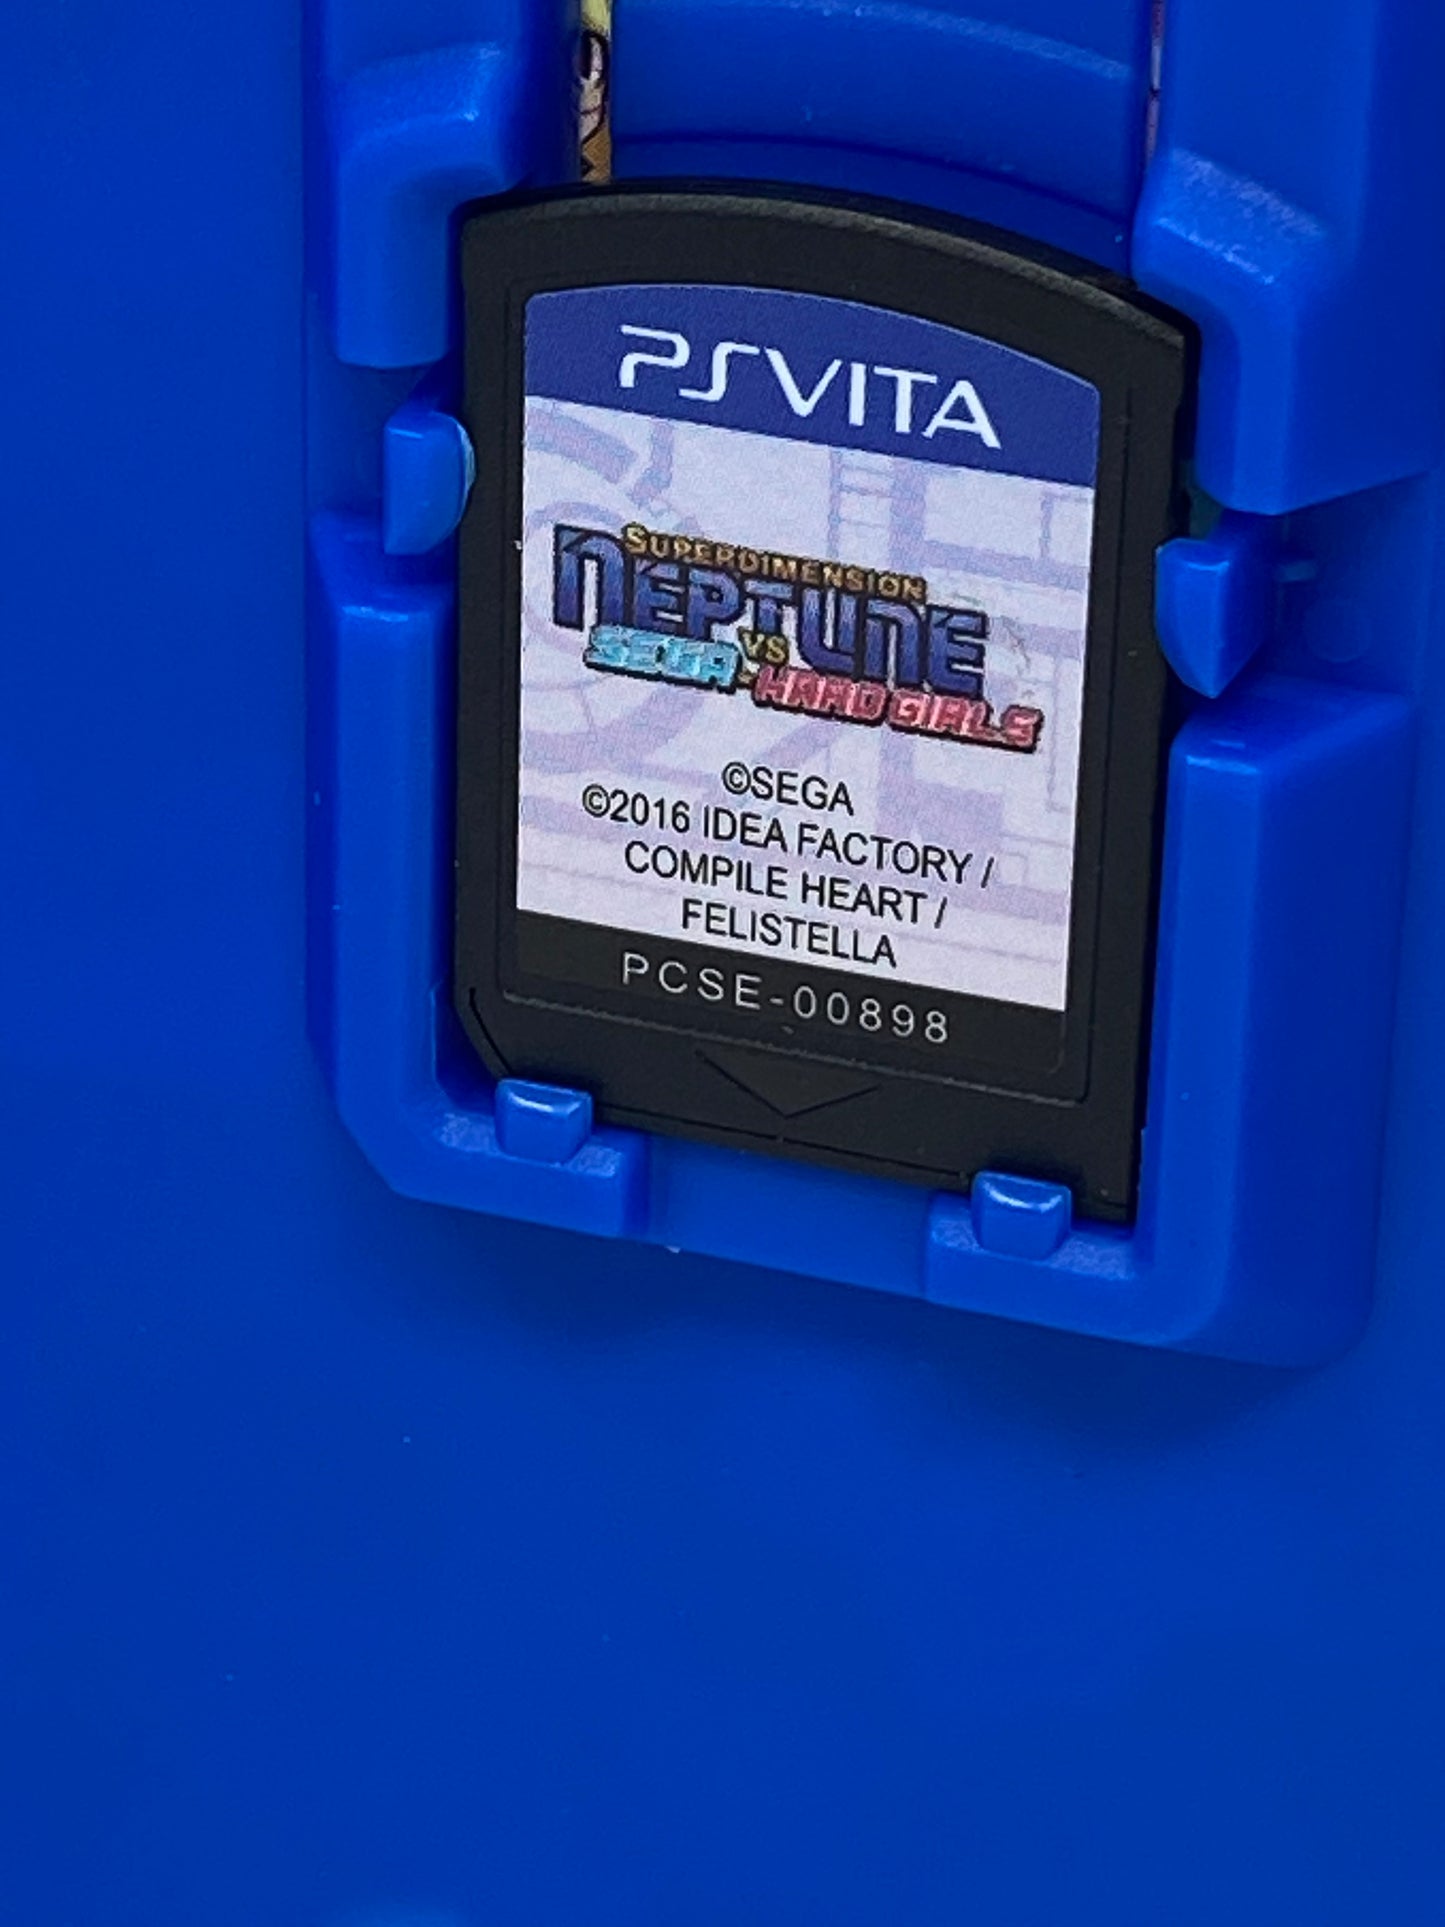 PSVITA
SUPERDIMENSION
NEPTUNE
VS
SEGA HARD GIRLS
©SEGA
©2016 IDEA FACTORY /
COMPILE HEART /
FELISTELLA
PCSE-00898